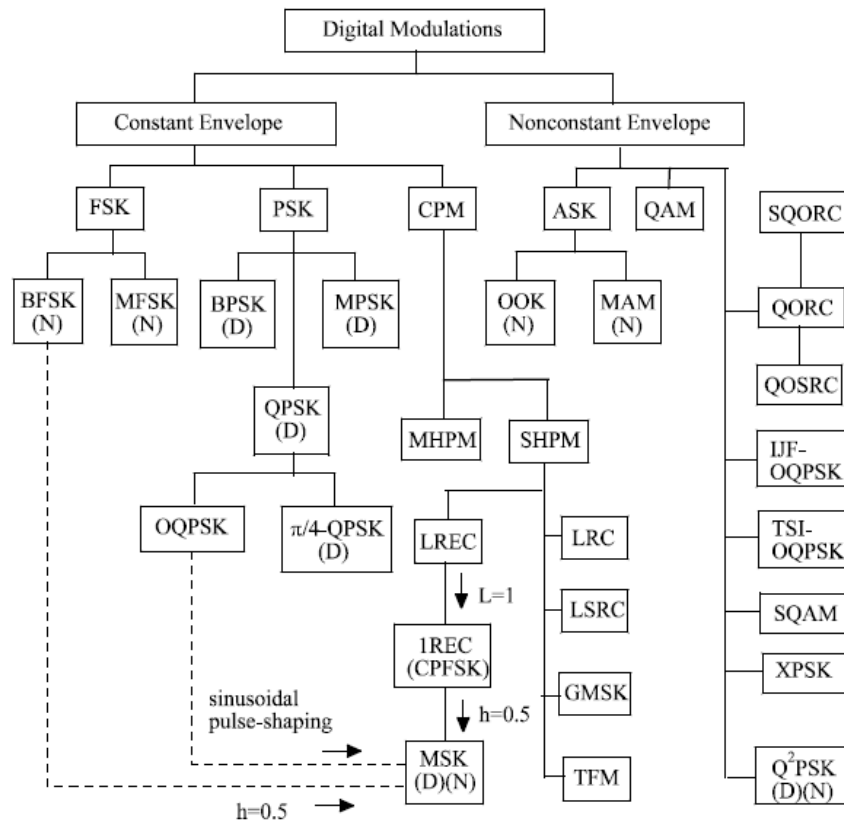 Digital Modulations
Constant Envelope
Nonconstant Envelope
FSK
PSK
CPM
ASK
QAM
SQORC
BFSK
(N)
MFSK
(N)
BPSK
(D)
MPSK
(D)
OOK
(N)
MAM
(N)
QORC
QOSRC
QPSK
(D)
MHPM
SHPM
IJF-
OQPSK
OQPSK
π/4-QPSK
(D)
LREC
LRC
TSI-
OQPSK
L=1
LSRC
SQAM
1REC
(CPFSK)
XPSK
sinusoidal
pulse-shaping
h=0.5
GMSK
MSK
(D)(N)
TFM
Q²PSK
(D)(N)
h=0.5